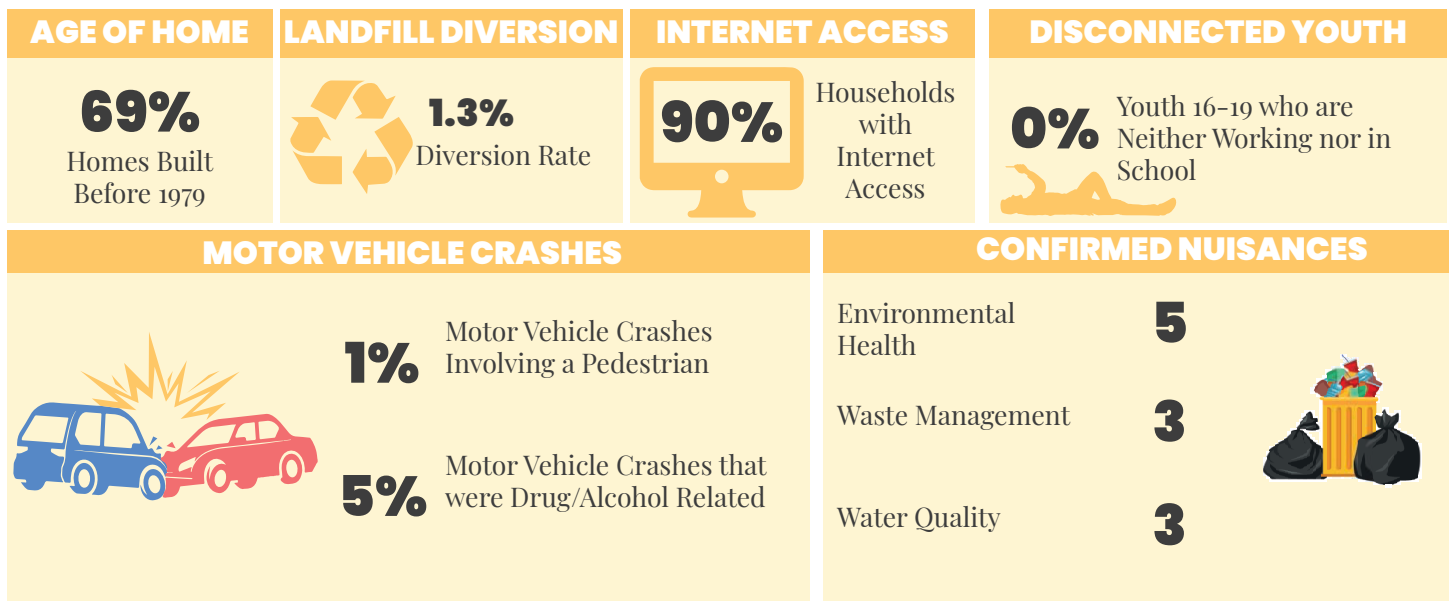 AGE OF HOME
69%
Homes Built
Before 1979
LANDFILL DIVERSION
1.3%
Diversion Rate
INTERNET ACCESS
90%
Households
with
Internet
Access
DISCONNECTED YOUTH
0%
Youth 16-19 who are
Neither Working nor in
School
MOTOR VEHICLE CRASHES
1%
Motor Vehicle Crashes
Involving a Pedestrian
5%
Motor Vehicle Crashes that
were Drug/Alcohol Related
CONFIRMED NUISANCES
Environmental
Health
5
Waste Management
3
Water Quality
3